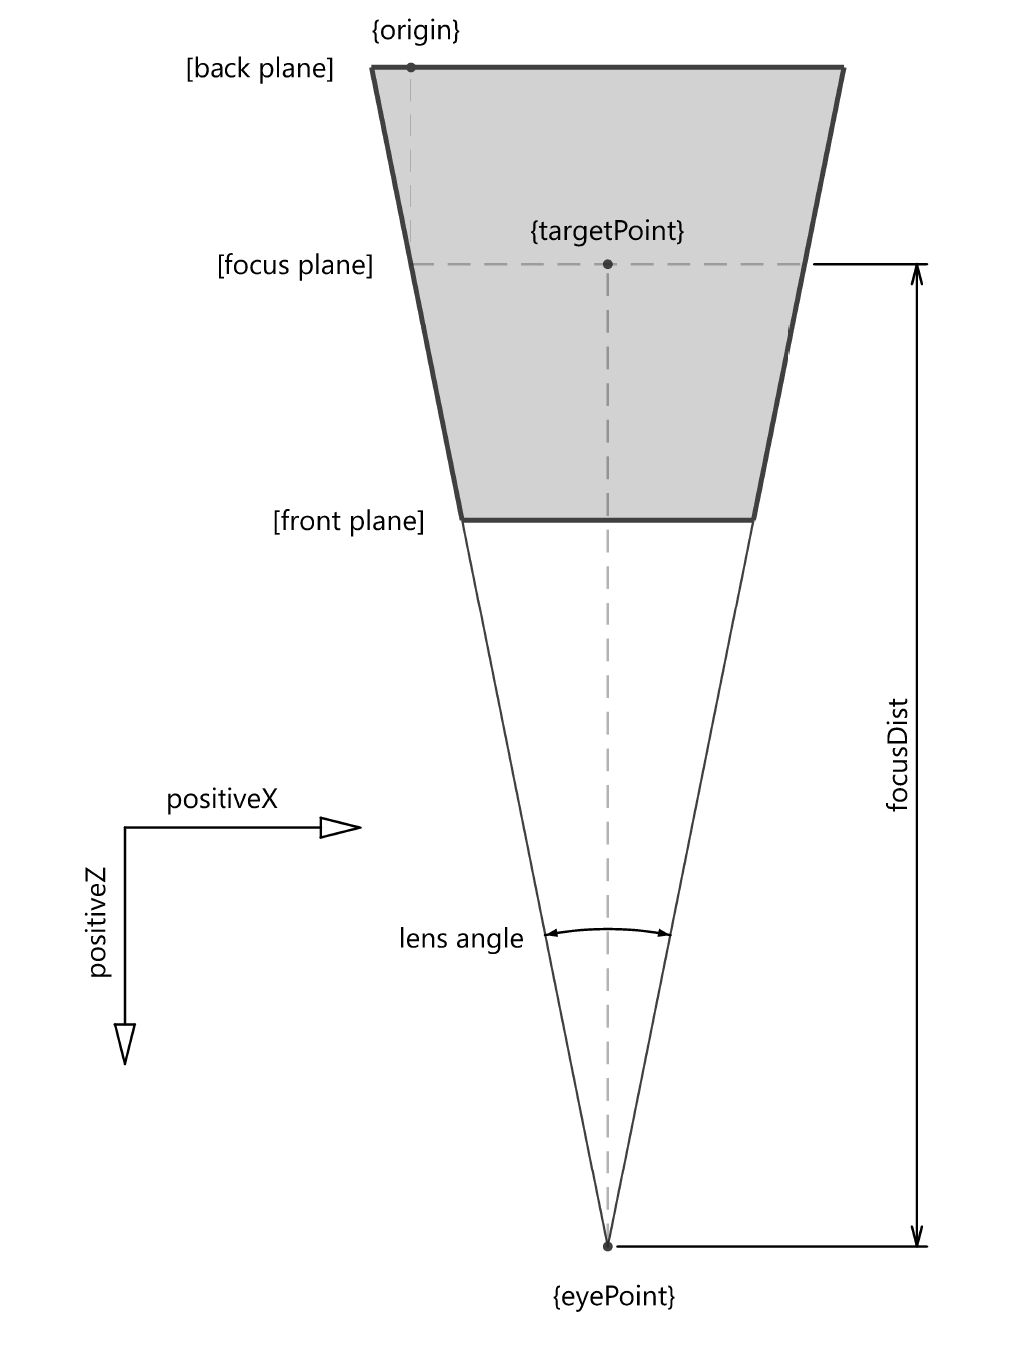 {origin}
[back plane]
{targetPoint}
[focus plane]
[front plane]
focusDist
positiveX
positiveZ
lens angle
{eyePoint}